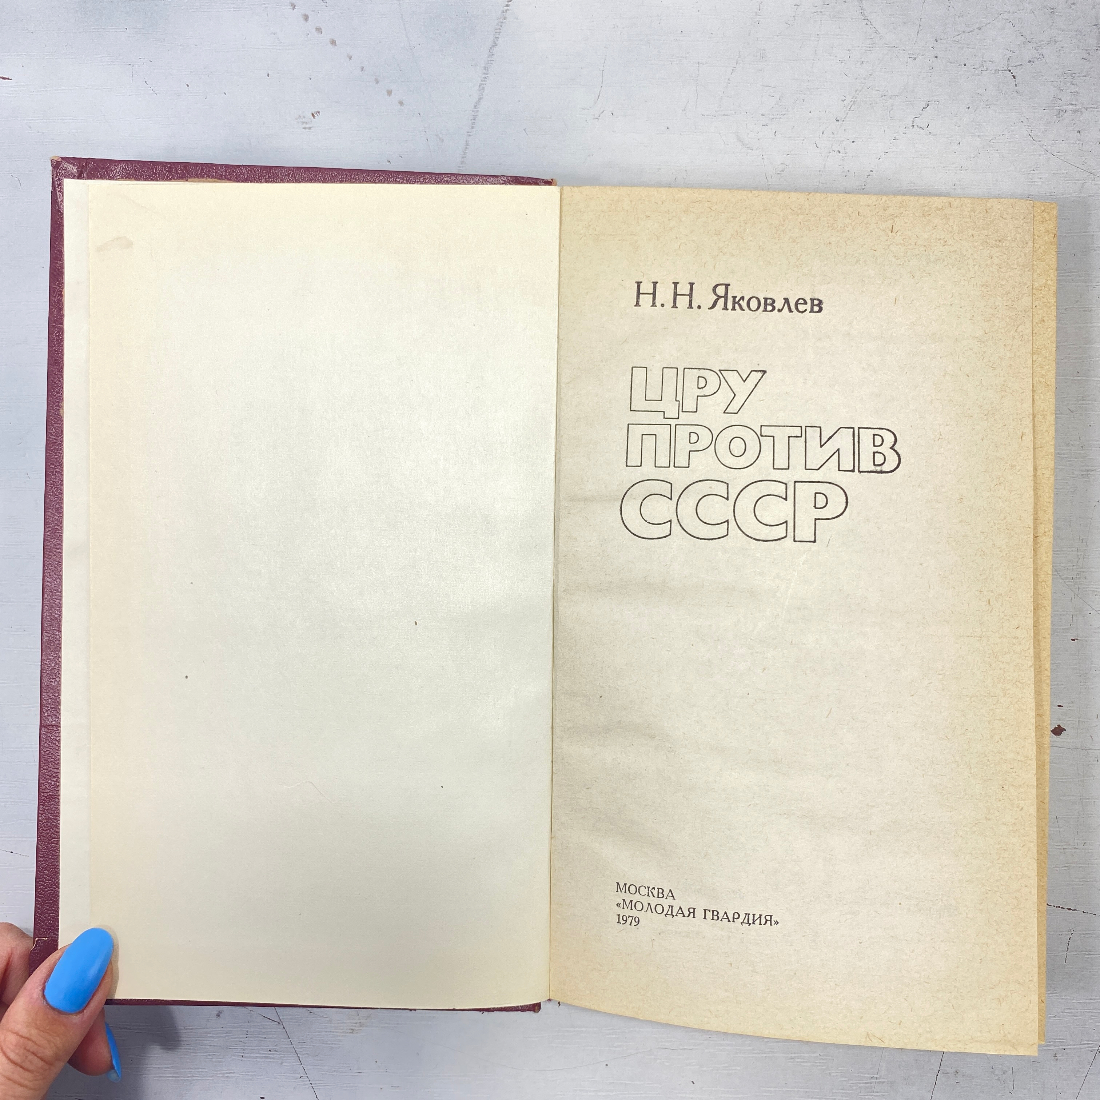 Н. Н. Яковлев
ЦРУ
ПРОТИВ
СССР
МОСКВА
«МОЛОДАЯ ГВАРДИЯ»
1979